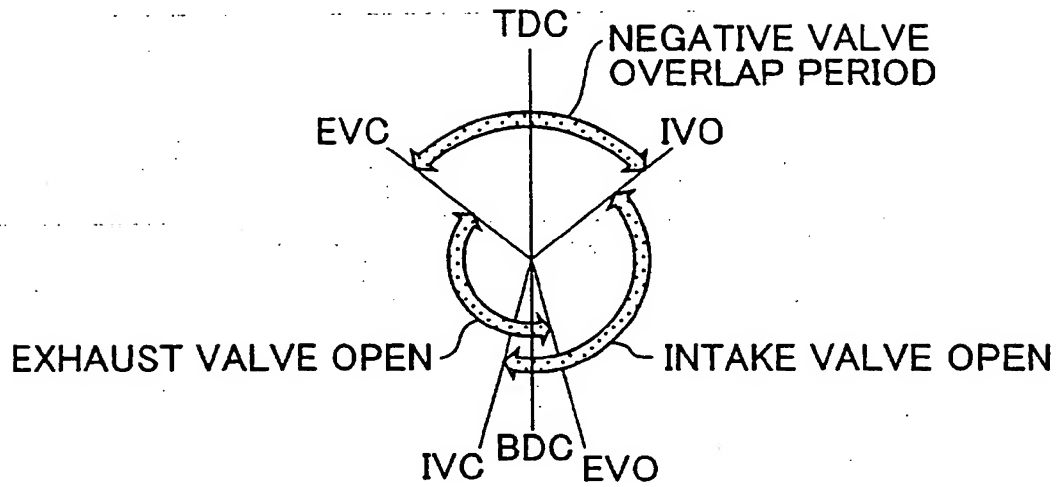 TDC
NEGATIVE VALVE
OVERLAP PERIOD
EVC
IVO
EXHAUST VALVE OPEN
INTAKE VALVE OPEN
IVC
BDC
EVO